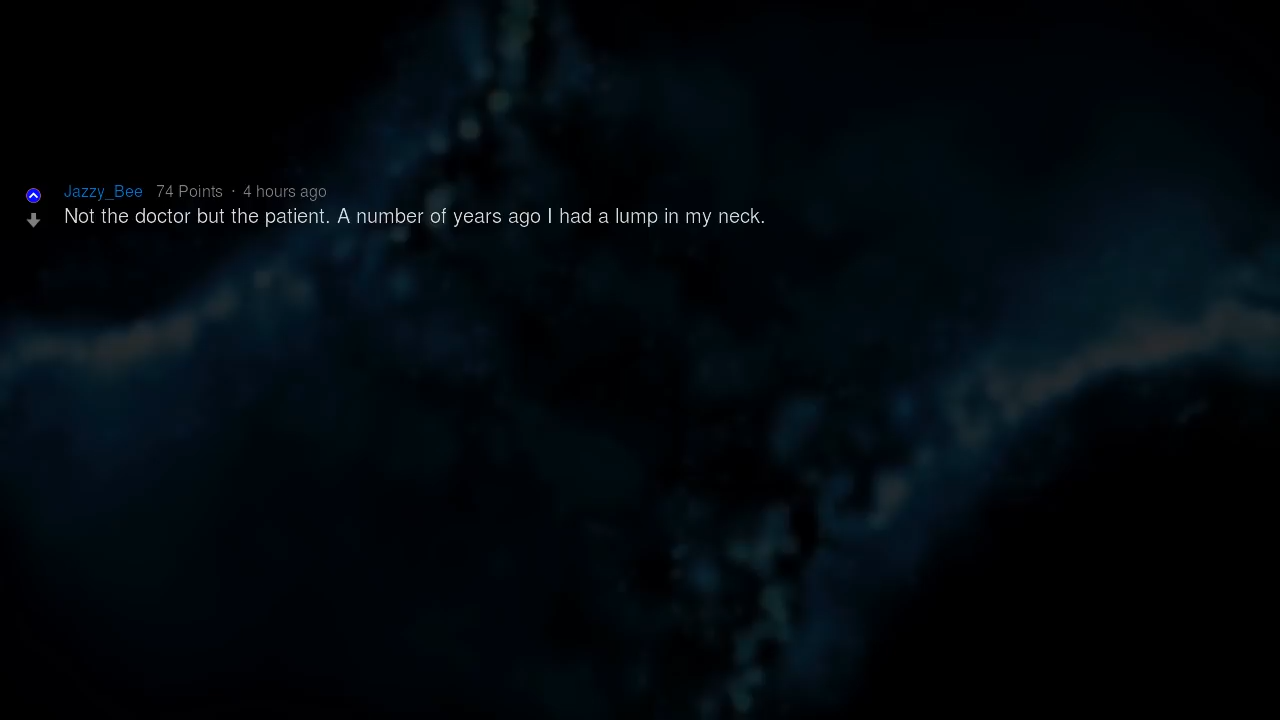 Jazzy_Bee 74 Points · 4 hours ago
Not the doctor but the patient. A number of years ago I had a lump in my neck.